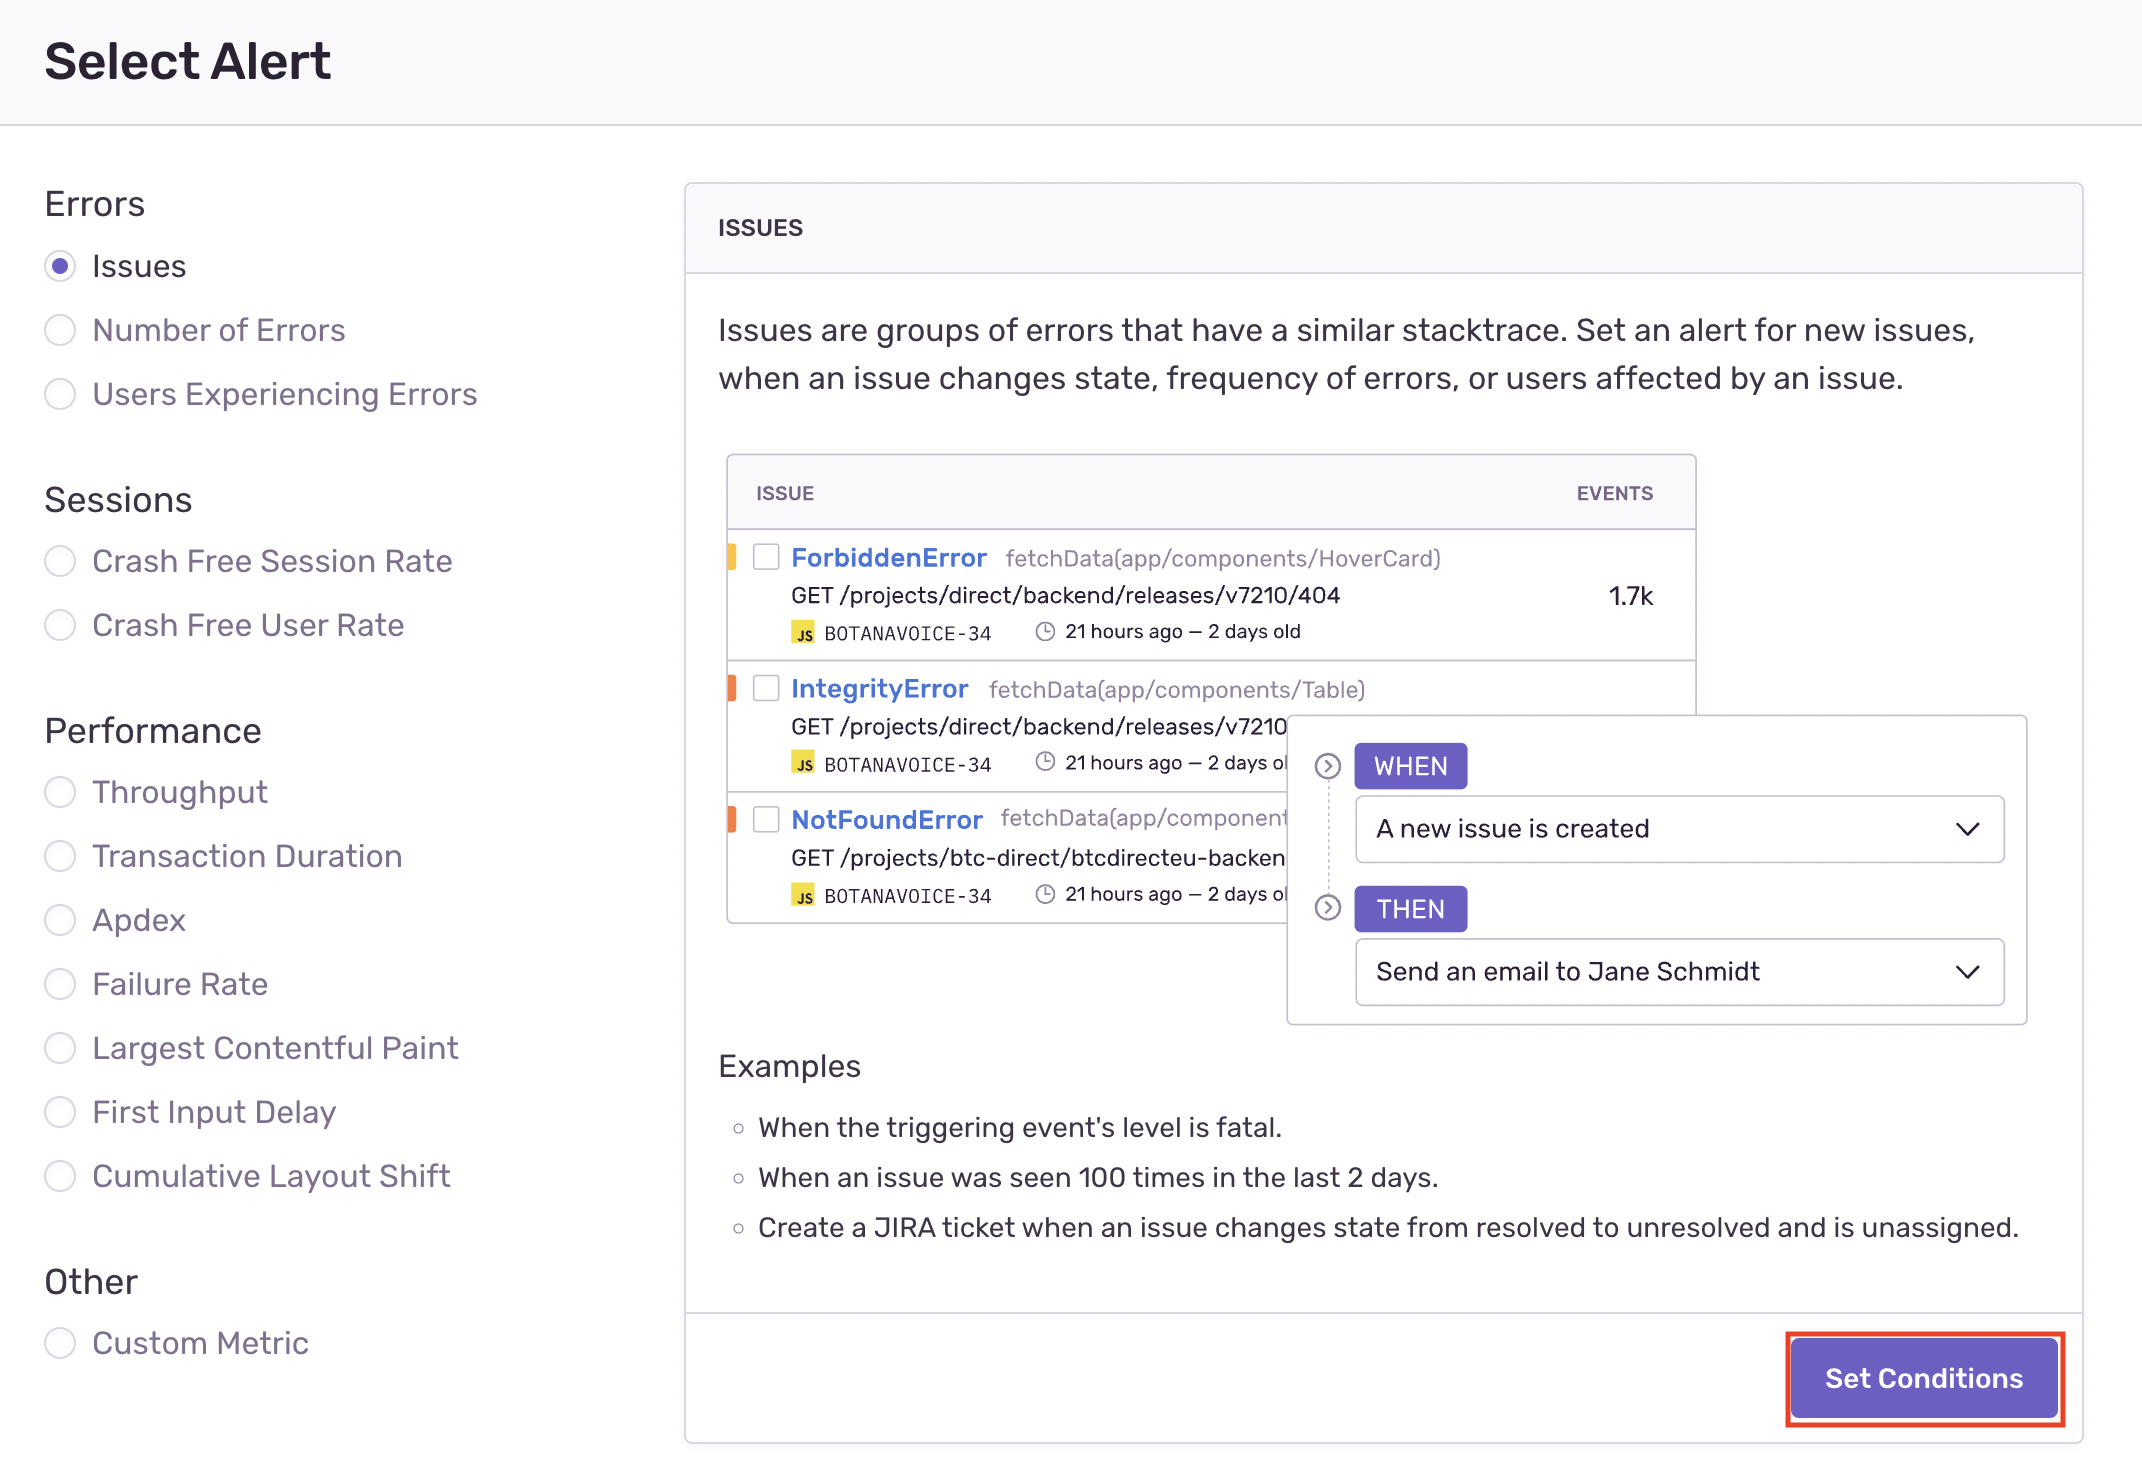 Select Alert
Errors
Issues
Number of Errors
Users Experiencing Errors
Sessions
Crash Free Session Rate
Crash Free User Rate
Performance
Throughput
Transaction Duration
Apdex
Failure Rate
Largest Contentful Paint
First Input Delay
Cumulative Layout Shift
Other
Custom Metric
ISSUES
Issues are groups of errors that have a similar stacktrace. Set an alert for new issues,
when an issue changes state, frequency of errors, or users affected by an issue.
ISSUE EVENTS
ForbiddenError fetchData(app/components/HoverCard)
GET /projects/direct/backend/releases/v7210/404 1.7k
JS BOTANAVOICE-34 21 hours ago — 2 days old
IntegrityError fetchData(app/components/Table)
GET /projects/direct/backend/releases/v7210
JS BOTANAVOICE-34 21 hours ago — 2 days ol
NotFoundError fetchData(app/component
GET /projects/btc-direct/btcdirecteu-backen
JS BOTANAVOICE-34 21 hours ago — 2 days ol
WHEN
A new issue is created
THEN
Send an email to Jane Schmidt
Examples
When the triggering event's level is fatal.
When an issue was seen 100 times in the last 2 days.
Create a JIRA ticket when an issue changes state from resolved to unresolved and is unassigned.
Set Conditions